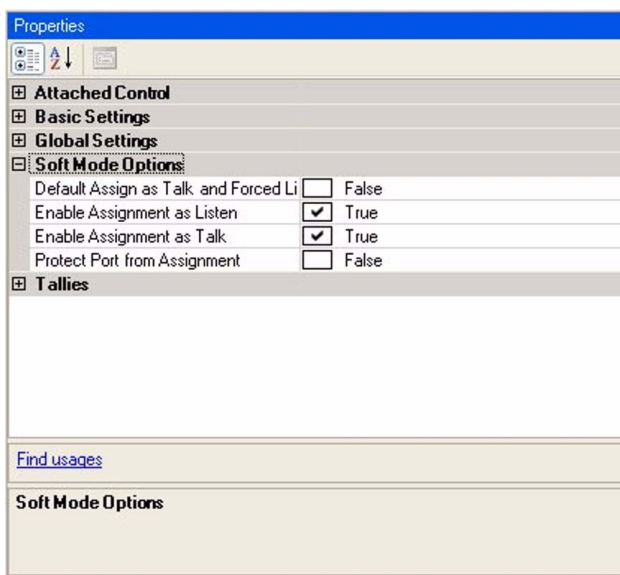 Properties
Attached Control
Basic Settings
Global Settings
Soft Mode Options
Default Assign as Talk and Forced Li False
Enable Assignment as Listen True
Enable Assignment as Talk True
Protect Port from Assignment False
Tallies
Find usages
Soft Mode Options